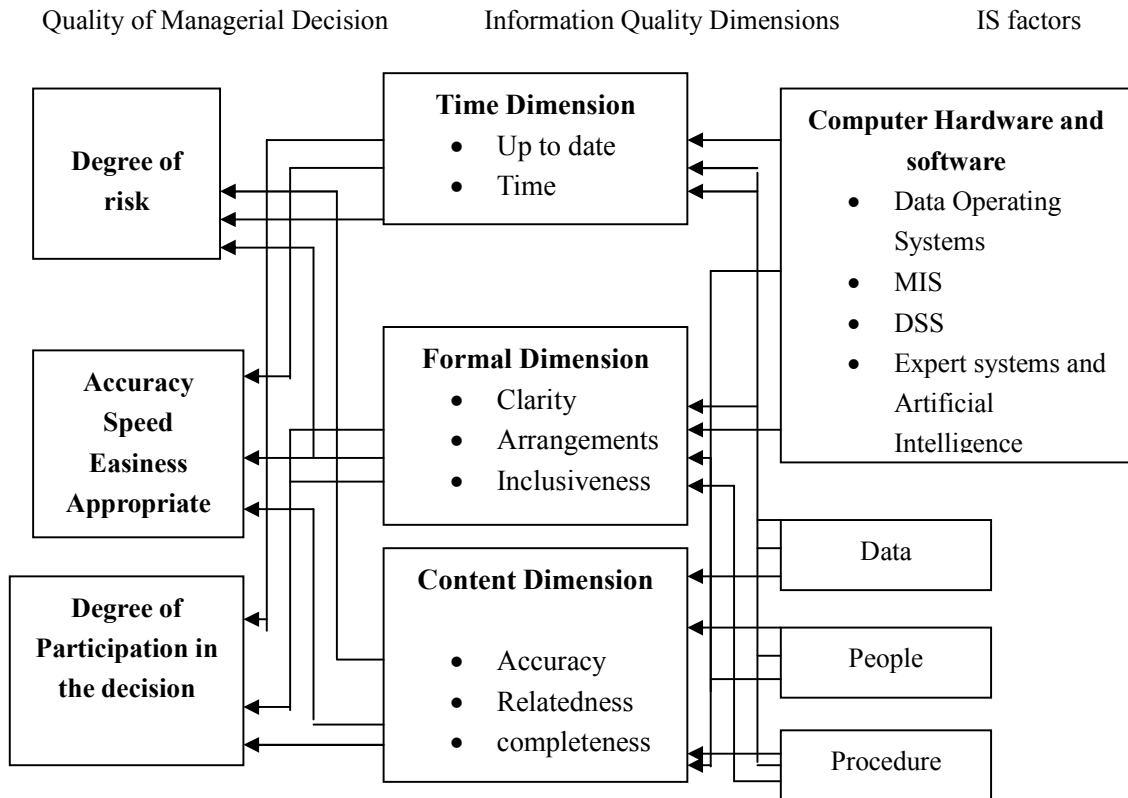 Quality of Managerial Decision
Information Quality Dimensions
IS factors
Degree of
risk
Accuracy
Speed
Easiness
Appropriate
Degree of
Participation in
the decision
Time Dimension
• Up to date
• Time
Formal Dimension
• Clarity
• Arrangements
• Inclusiveness
Content Dimension
• Accuracy
• Relatedness
• completeness
Computer Hardware and
software
• Data Operating
Systems
• MIS
• DSS
• Expert systems and
Artificial
Intelligence
Data
People
Procedure